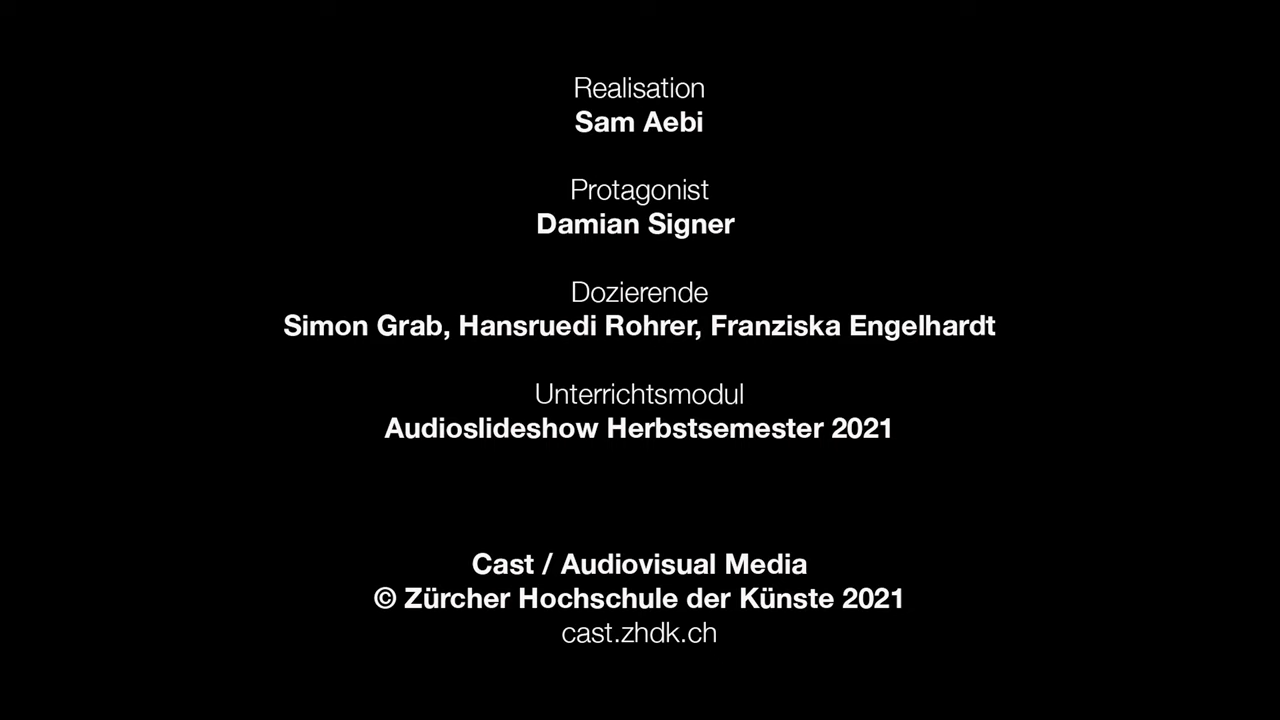 Realisation
Sam Aebi
Protagonist
Damian Signer
Dozierende
Simon Grab, Hansruedi Rohrer, Franziska Engelhardt
Unterrichtsmodul
Audioslideshow Herbstsemester 2021
Cast / Audiovisual Media
© Zürcher Hochschule der Künste 2021
cast.zhdk.ch